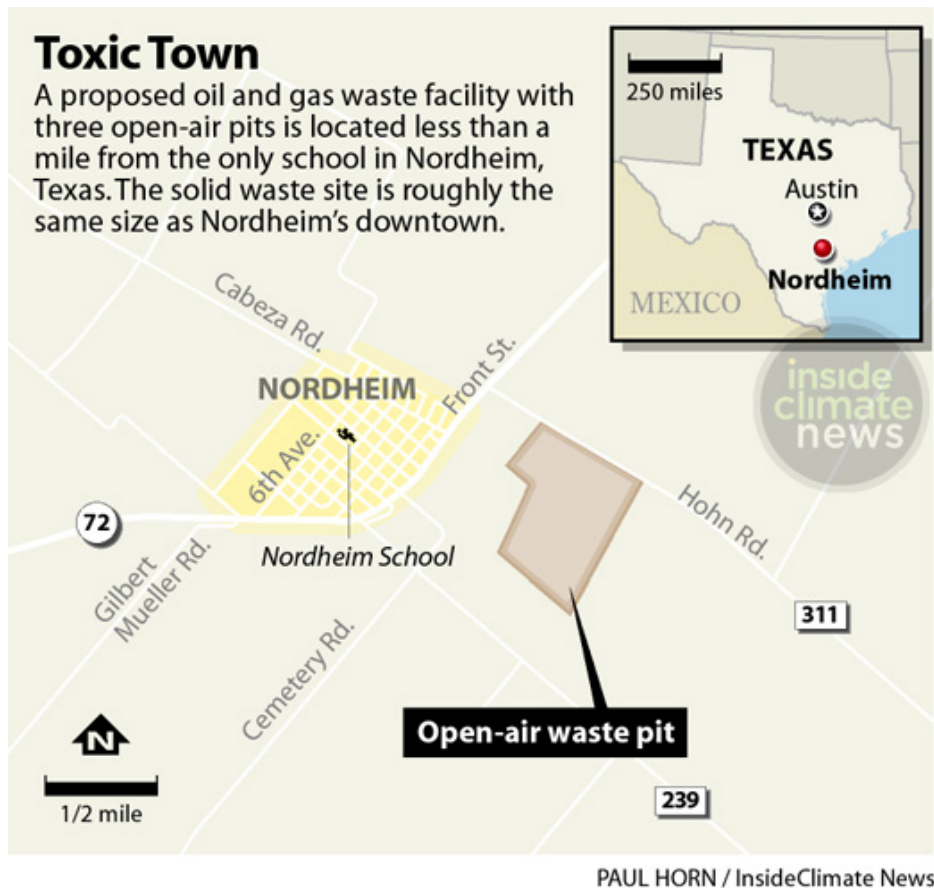 Toxic Town
A proposed oil and gas waste facility with
three open-air pits is located less than a
mile from the only school in Nordheim,
Texas. The solid waste site is roughly the
same size as Nordheim's downtown.
250 miles
TEXAS
Austin
Nordheim
MEXICO
inside
climate
news
Cabeza Rd.
Front St.
NORDHEIM
6th Ave.
72
Nordheim School
Hohn Rd.
Gilbert
Mueller Rd.
311
Cemetery Rd.
Open-air waste pit
N
1/2 mile
239
PAUL HORN / InsideClimate News